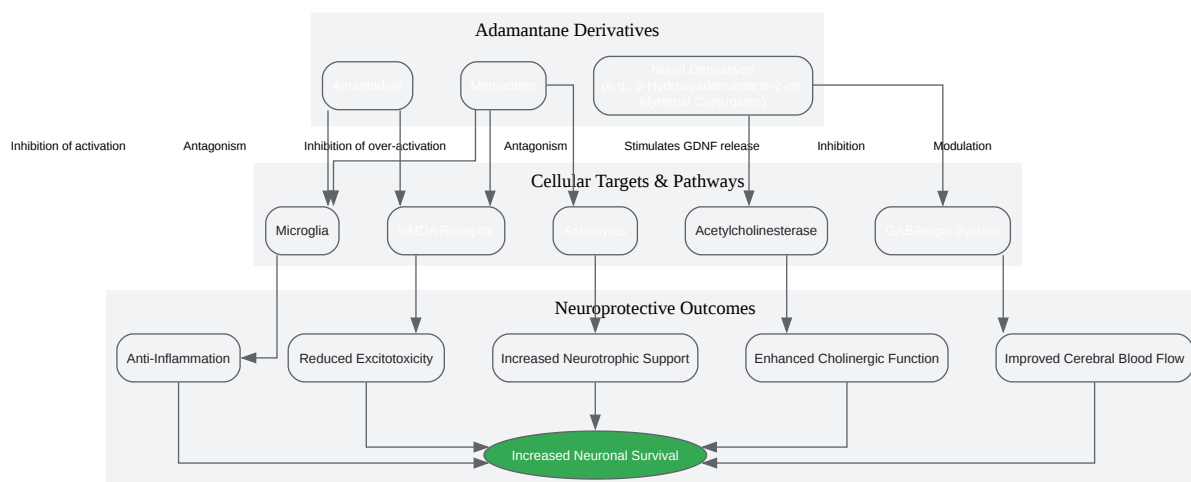 Adamantane Derivatives
Amantadine
Memantine
Novel Derivatives
(e.g., 5-Hydroxyadamantane-2-on,
Myrtenal Conjugates)
Inhibition of activation
Antagonism
Inhibition of over-activation
Antagonism
Stimulates GDNF release
Inhibition
Modulation
Cellular Targets & Pathways
Microglia
NMDA Receptor
Astrocytes
Acetylcholinesterase
GABAergic System
Neuroprotective Outcomes
Anti-Inflammation
Reduced Excitotoxicity
Increased Neurotrophic Support
Enhanced Cholinergic Function
Improved Cerebral Blood Flow
Increased Neuronal Survival